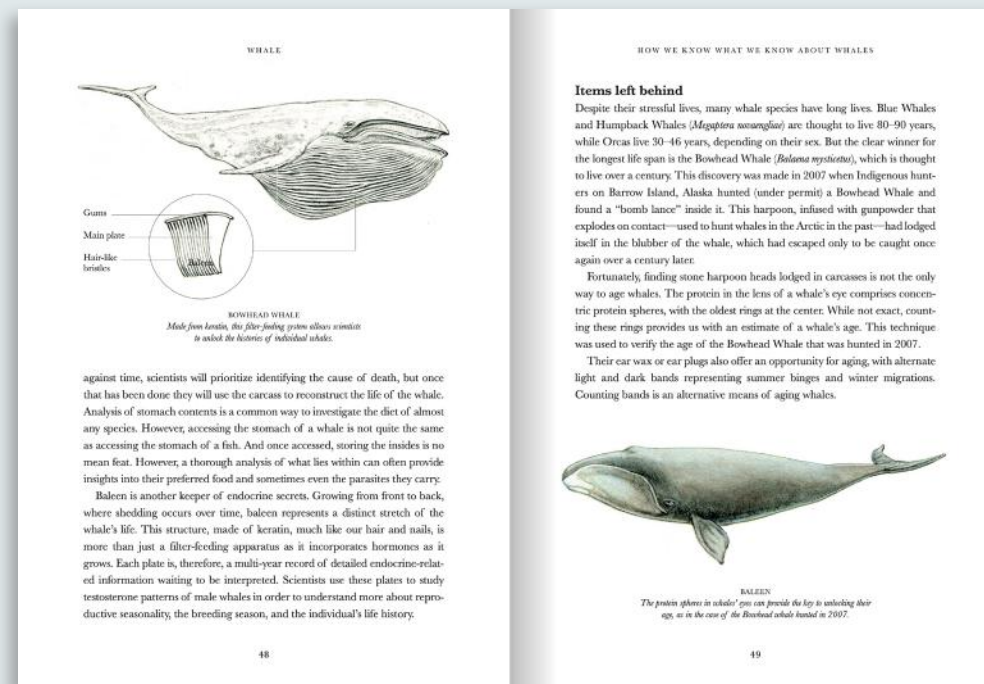 WHALE
Gums
Main plate
Hair-like
bristles
Baleen
BOWHEAD WHALE
Made from keratin, this filter-feeding system allows scientists
to unlock the histories of individual whales.
against time, scientists will prioritize identifying the cause of death, but once
that has been done they will use the carcass to reconstruct the life of the whale.
Analysis of stomach contents is a common way to investigate the diet of almost
any species. However, accessing the stomach of a whale is not quite the same
as accessing the stomach of a fish. And once accessed, storing the insides is no
mean feat. However, a thorough analysis of what lies within can often provide
insights into their preferred food and sometimes even the parasites they carry.
Baleen is another keeper of endocrine secrets. Growing from front to back,
where shedding occurs over time, baleen represents a distinct stretch of the
whale's life. This structure, made of keratin, much like our hair and nails, is
more than just a filter-feeding apparatus as it incorporates hormones as it
grows. Each plate is, therefore, a multi-year record of detailed endocrine-relat-
ed information waiting to be interpreted. Scientists use these plates to study
testosterone patterns of male whales in order to understand more about repro-
ductive seasonality, the breeding season, and the individual's life history.
48
HOW WE KNOW WHAT WE KNOW ABOUT WHALES
Items left behind
Despite their stressful lives, many whale species have long lives. Blue Whales
and Humpback Whales (Megaptera novaengliae) are thought to live 80–90 years,
while Orcas live 30–46 years, depending on their sex. But the clear winner for
the longest life span is the Bowhead Whale (Balaena mysticetus), which is thought
to live over a century. This discovery was made in 2007 when Indigenous hunt-
ers on Barrow Island, Alaska hunted (under permit) a Bowhead Whale and
found a “bomb lance” inside it. This harpoon, infused with gunpowder that
explodes on contact—used to hunt whales in the Arctic in the past—had lodged
itself in the blubber of the whale, which had escaped only to be caught once
again over a century later.
Fortunately, finding stone harpoon heads lodged in carcasses is not the only
way to age whales. The protein in the lens of a whale's eye comprises concen-
tric protein spheres, with the oldest rings at the center. While not exact, count-
ing these rings provides us with an estimate of a whale's age. This technique
was used to verify the age of the Bowhead Whale that was hunted in 2007.
Their ear wax or ear plugs also offer an opportunity for aging, with alternate
light and dark bands representing summer binges and winter migrations.
Counting bands is an alternative means of aging whales.
BALEEN
The protein spheres in whales' eyes can provide the key to unlocking their
age, as in the case of the Bowhead whale hunted in 2007.
49